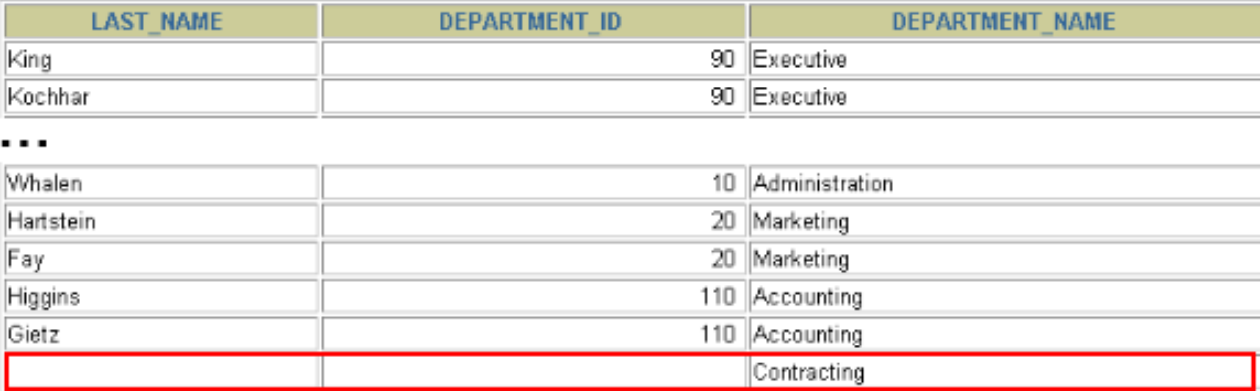 LAST_NAME DEPARTMENT_ID DEPARTMENT_NAME
King 90 Executive
Kochhar 90 Executive
...
Whalen 10 Administration
Hartstein 20 Marketing
Fay 20 Marketing
Higgins 110 Accounting
Gietz 110 Accounting
Contracting